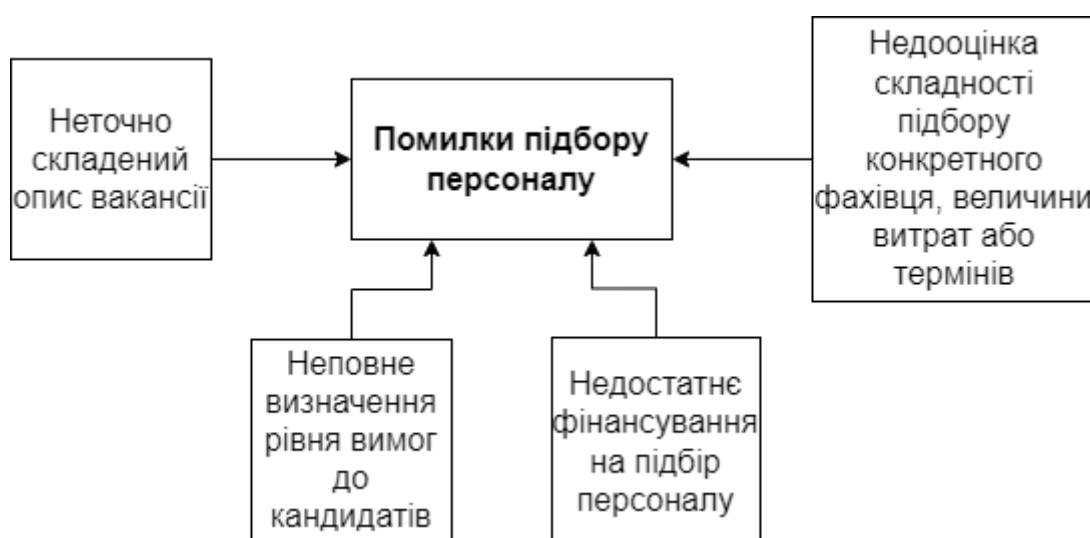 Неточно
складений
опис вакансії
Помилки підбору
персоналу
Недооцінка
складності
підбору
конкретного
фахівця, величини
витрат або
термінів
Неповне
визначення
рівня вимог
до
кандидатів
Недостатнє
фінансування
на підбір
персоналу